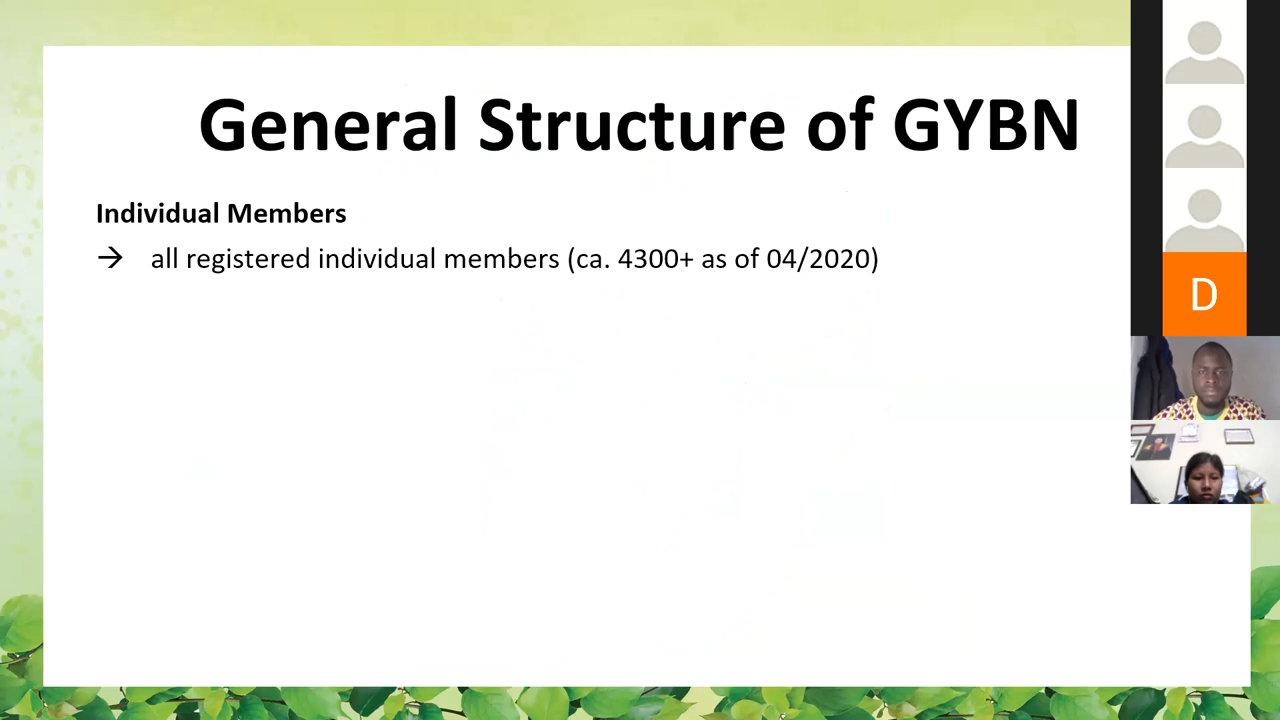 General Structure of GYBN
Individual Members
→ all registered individual members (ca. 4300+ as of 04/2020)
D